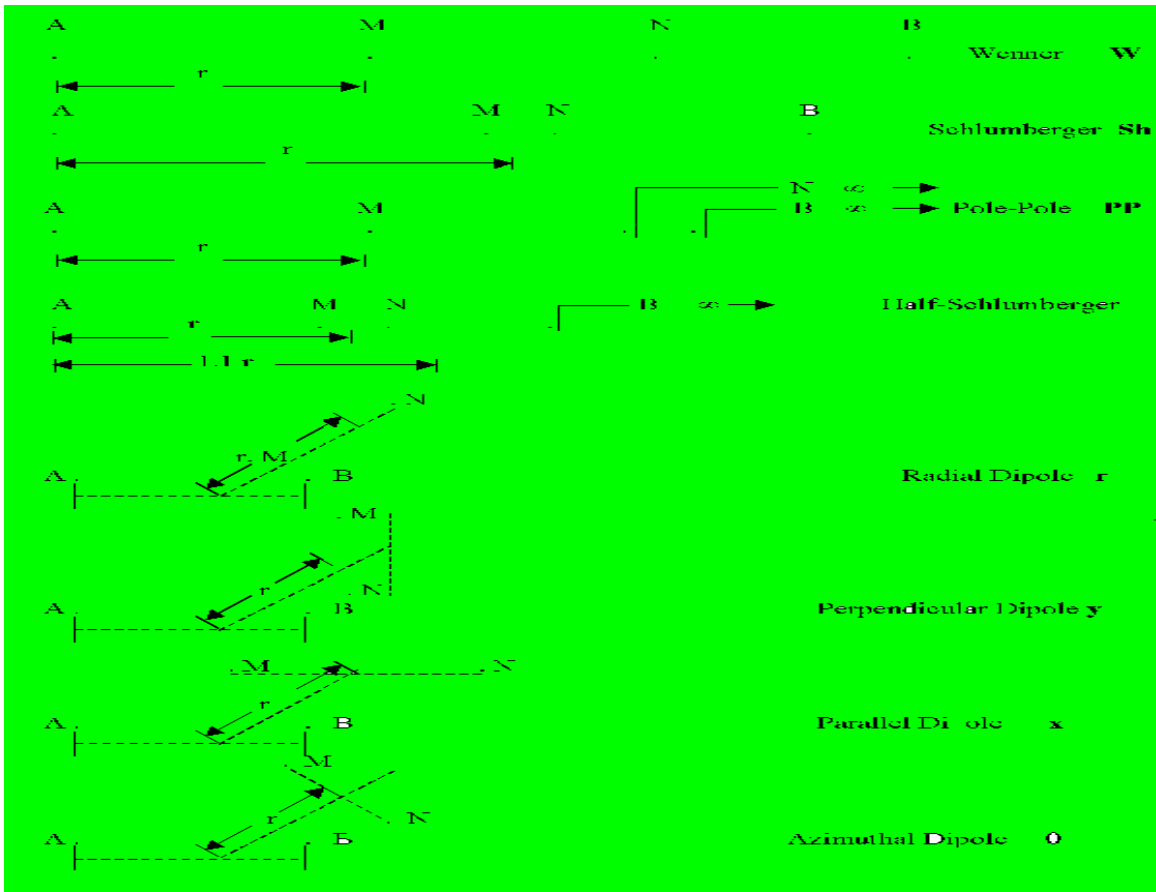 A M N B
Wenner W
r
A M N B
Schlumberger Sh
r
N ∞
A M B ∞ Pole-Pole PP
r
A M N B ∞ Half-Schlumberger
r
1.1 r
N
r. M
A B Radial Dipole r
M
r
N
A B Perpendicular Dipole y
M N
r
A B Parallel Di ole x
M
r
N
A B Azimuthal Dipole θ